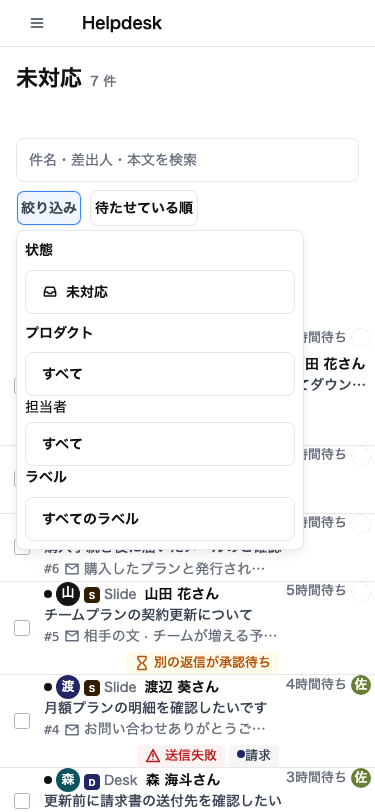 Helpdesk
未対応 7 件
件名・差出人・本文を検索
絞り込み 待たせている順
状態
未対応
時間待ち
プロダクト
田 花さん
すべて
てダウン…
担当者
すべて
時間待ち
ラベル
すべてのラベル
時間待ち
#6 購入したプランと発行され…
山 S Slide 山田 花さん 5時間待ち
チームプランの契約更新について
#5 相手の文 · チームが増える予…
別の返信が承認待ち
渡 S Slide 渡辺 葵さん 4時間待ち 佐
月額プランの明細を確認したいです
#4 お問い合わせありがとうご…
送信失敗 請求
森 D Desk 森 海斗さん 3時間待ち 佐
更新前に請求書の送付先を確認したい